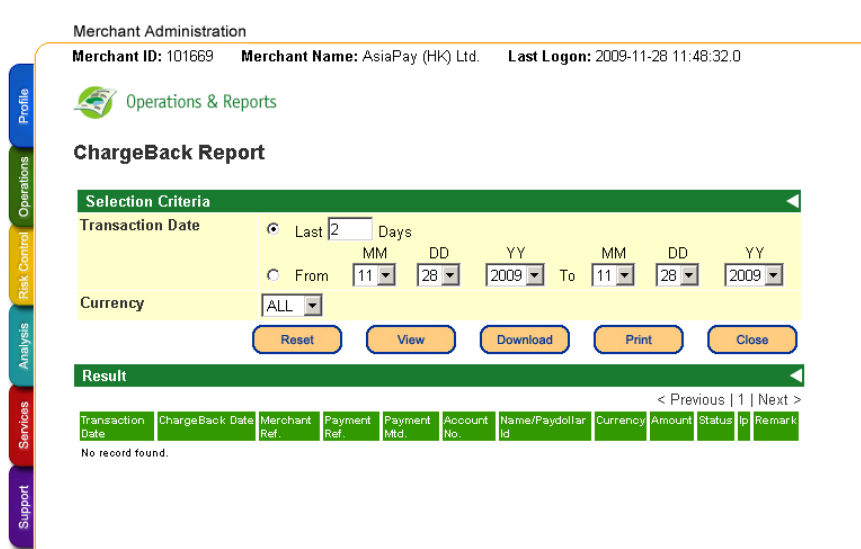 Merchant Administration
Merchant ID: 101669 Merchant Name: AsiaPay (HK) Ltd. Last Logon: 2009-11-28 11:48:32.0
Profile
Operations
Risk Control
Analysis
Services
Support
Operations & Reports
ChargeBack Report
Selection Criteria
Transaction Date
Last 2 Days
MM DD YY MM DD YY
From 11 28 2009 To 11 28 2009
Currency ALL
Reset View Download Print Close
Result
< Previous | 1 | Next >
Transaction Date ChargeBack Date Merchant Ref. Payment Ref. Payment Mtd. Account No. Name/Paydollar Id Currency Amount Status Ip Remark
No record found.